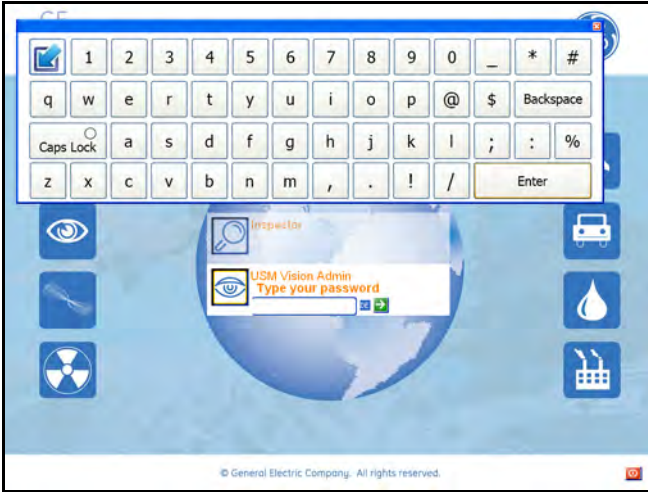 GE
1 2 3 4 5 6 7 8 9 0 _ * #
q w e r t y u i o p @ $ Backspace
Caps Lock a s d f g h j k l ; : %
z x c v b n m , . ! / Enter
Inspector
USM Vision Admin
Type your password
© General Electric Company. All rights reserved.